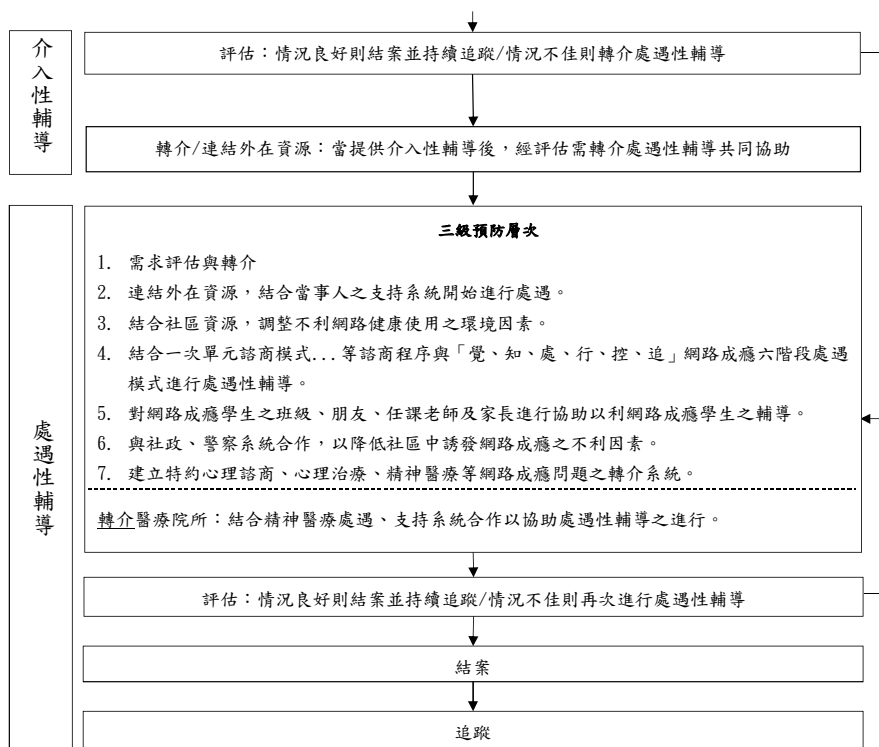 介入性輔導
評估：情況良好則結案並持續追蹤/情況不佳則轉介處遇性輔導
轉介/連結外在資源：當提供介入性輔導後，經評估需轉介處遇性輔導共同協助
處遇性輔導
三級預防層次
1. 需求評估與轉介
2. 連結外在資源，結合當事人之支持系統開始進行處遇。
3. 結合社區資源，調整不利網路健康使用之環境因素。
4. 結合一次單元諮商模式...等諮商程序與「覺、知、處、行、控、追」網路成癮六階段處遇
模式進行處遇性輔導。
5. 對網路成癮學生之班級、朋友、任課老師及家長進行協助以利網路成癮學生之輔導。
6. 與社政、警察系統合作，以降低社區中誘發網路成癮之不利因素。
7. 建立特約心理諮商、心理治療、精神醫療等網路成癮問題之轉介系統。
轉介醫療院所：結合精神醫療處遇、支持系統合作以協助處遇性輔導之進行。
評估：情況良好則結案並持續追蹤/情況不佳則再次進行處遇性輔導
結案
追蹤